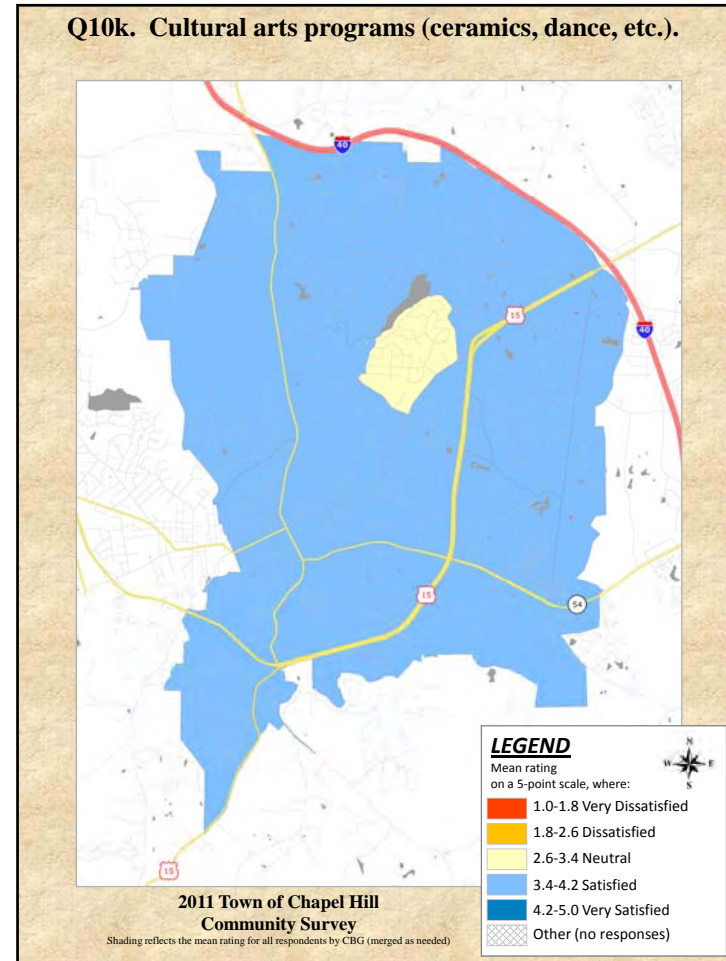 Q10k. Cultural arts programs (ceramics, dance, etc.).
40
15
40
15
54
15
LEGEND
Mean rating
on a 5-point scale, where:
N
W E
S
1.0-1.8 Very Dissatisfied
1.8-2.6 Dissatisfied
2.6-3.4 Neutral
3.4-4.2 Satisfied
4.2-5.0 Very Satisfied
Other (no responses)
2011 Town of Chapel Hill
Community Survey
Shading reflects the mean rating for all respondents by CBG (merged as needed)